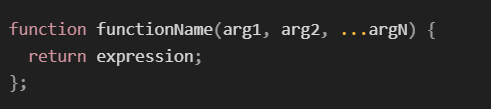 function functionName(arg1, arg2, ...argN) {
  return expression;
};